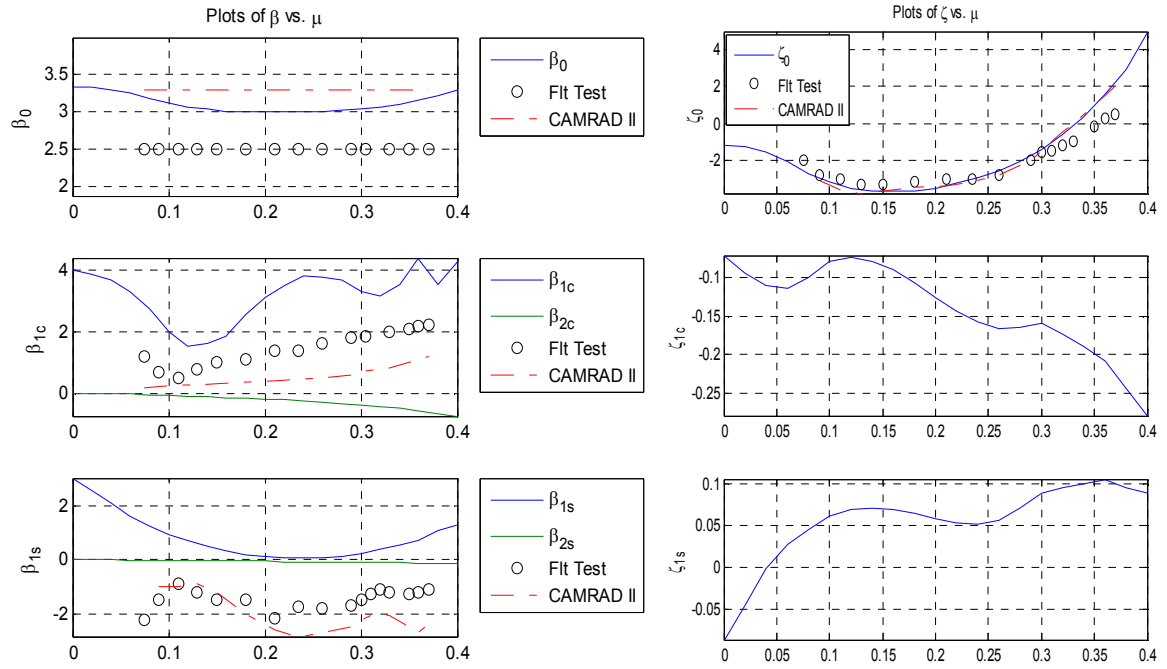 Plots of β vs. μ
3.5
3
2.5
2
β0
0
0.1
0.2
0.3
0.4
β0
Flt Test
CAMRAD II
4
2
0
β1c
0
0.1
0.2
0.3
0.4
β1c
β2c
Flt Test
CAMRAD II
2
0
-2
β1s
0
0.1
0.2
0.3
0.4
β1s
β2s
Flt Test
CAMRAD II
Plots of ζ vs. μ
4
2
0
-2
ζ0
ζ0
Flt Test
CAMRAD II
0
0.05
0.1
0.15
0.2
0.25
0.3
0.35
0.4
-0.1
-0.15
-0.2
-0.25
ζ1c
0
0.05
0.1
0.15
0.2
0.25
0.3
0.35
0.4
0.1
0.05
0
-0.05
ζ1s
0
0.05
0.1
0.15
0.2
0.25
0.3
0.35
0.4